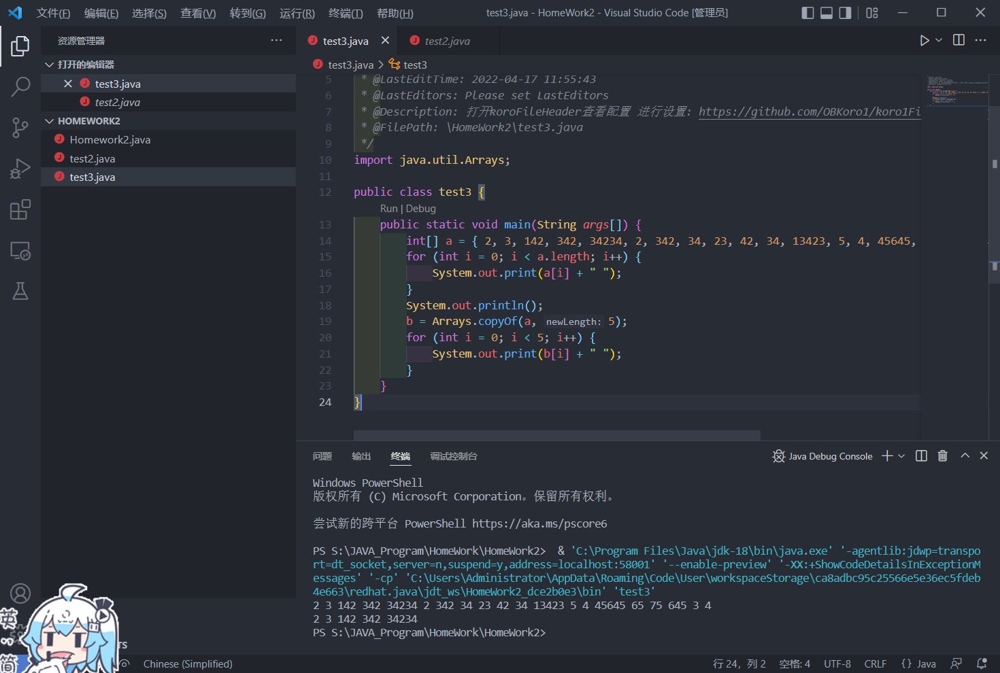 文件(F) 编辑(E) 选择(S) 查看(V) 转到(G) 运行(R) 终端(T) 帮助(H) test3.java - HomeWork2 - Visual Studio Code [管理员]
资源管理器
打开的编辑器
test3.java
test2.java
HOMEWORK2
Homework2.java
test2.java
test3.java
test3.java test2.java
test3.java > test3
5 * @LastEditTime: 2022-04-17 11:55:43
6 * @LastEditors: Please set LastEditors
7 * @Description: 打开koroFileHeader查看配置 进行设置: https://github.com/OBKoro1/koro1Fi
8 * @FilePath: \HomeWork2\test3.java
9 */
10 import java.util.Arrays;
11
12 public class test3 {
Run | Debug
13 public static void main(String args[]) {
14 int[] a = { 2, 3, 142, 342, 34234, 2, 342, 34, 23, 42, 34, 13423, 5, 4, 45645,
15 for (int i = 0; i < a.length; i++) {
16 System.out.print(a[i] + " ");
17 }
18 System.out.println();
19 b = Arrays.copyOf(a, newLength: 5);
20 for (int i = 0; i < 5; i++) {
21 System.out.print(b[i] + " ");
22 }
23 }
24 }
问题 输出 终端 调试控制台 Java Debug Console
Windows PowerShell
版权所有 (C) Microsoft Corporation。保留所有权利。
尝试新的跨平台 PowerShell https://aka.ms/pscore6
PS S:\JAVA_Program\HomeWork\HomeWork2>  & 'C:\Program Files\Java\jdk-18\bin\java.exe' '-agentlib:jdwp=transpo
rt=dt_socket,server=n,suspend=y,address=localhost:58001' '--enable-preview' '-XX:+ShowCodeDetailsInExceptionM
essages' '-cp' 'C:\Users\Administrator\AppData\Roaming\Code\User\workspaceStorage\ca8adbc95c25566e5e36ec5fdeb
4e663\redhat.java\jdt_ws\HomeWork2_dce2b0e3\bin' 'test3'
2 3 142 342 34234 2 342 34 23 42 34 13423 5 4 45645 65 75 645 3 4
2 3 142 342 34234
PS S:\JAVA_Program\HomeWork\HomeWork2>
英
简
TS
Chinese (Simplified) 行 24，列 2 空格: 4 UTF-8 CRLF {} Java